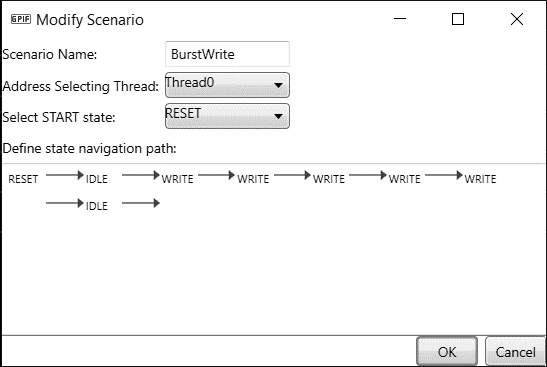 GPIF Modify Scenario
Scenario Name: BurstWrite
Address Selecting Thread: Thread0
Select START state: RESET
Define state navigation path:
RESET IDLE WRITE WRITE WRITE WRITE WRITE
IDLE
OK Cancel